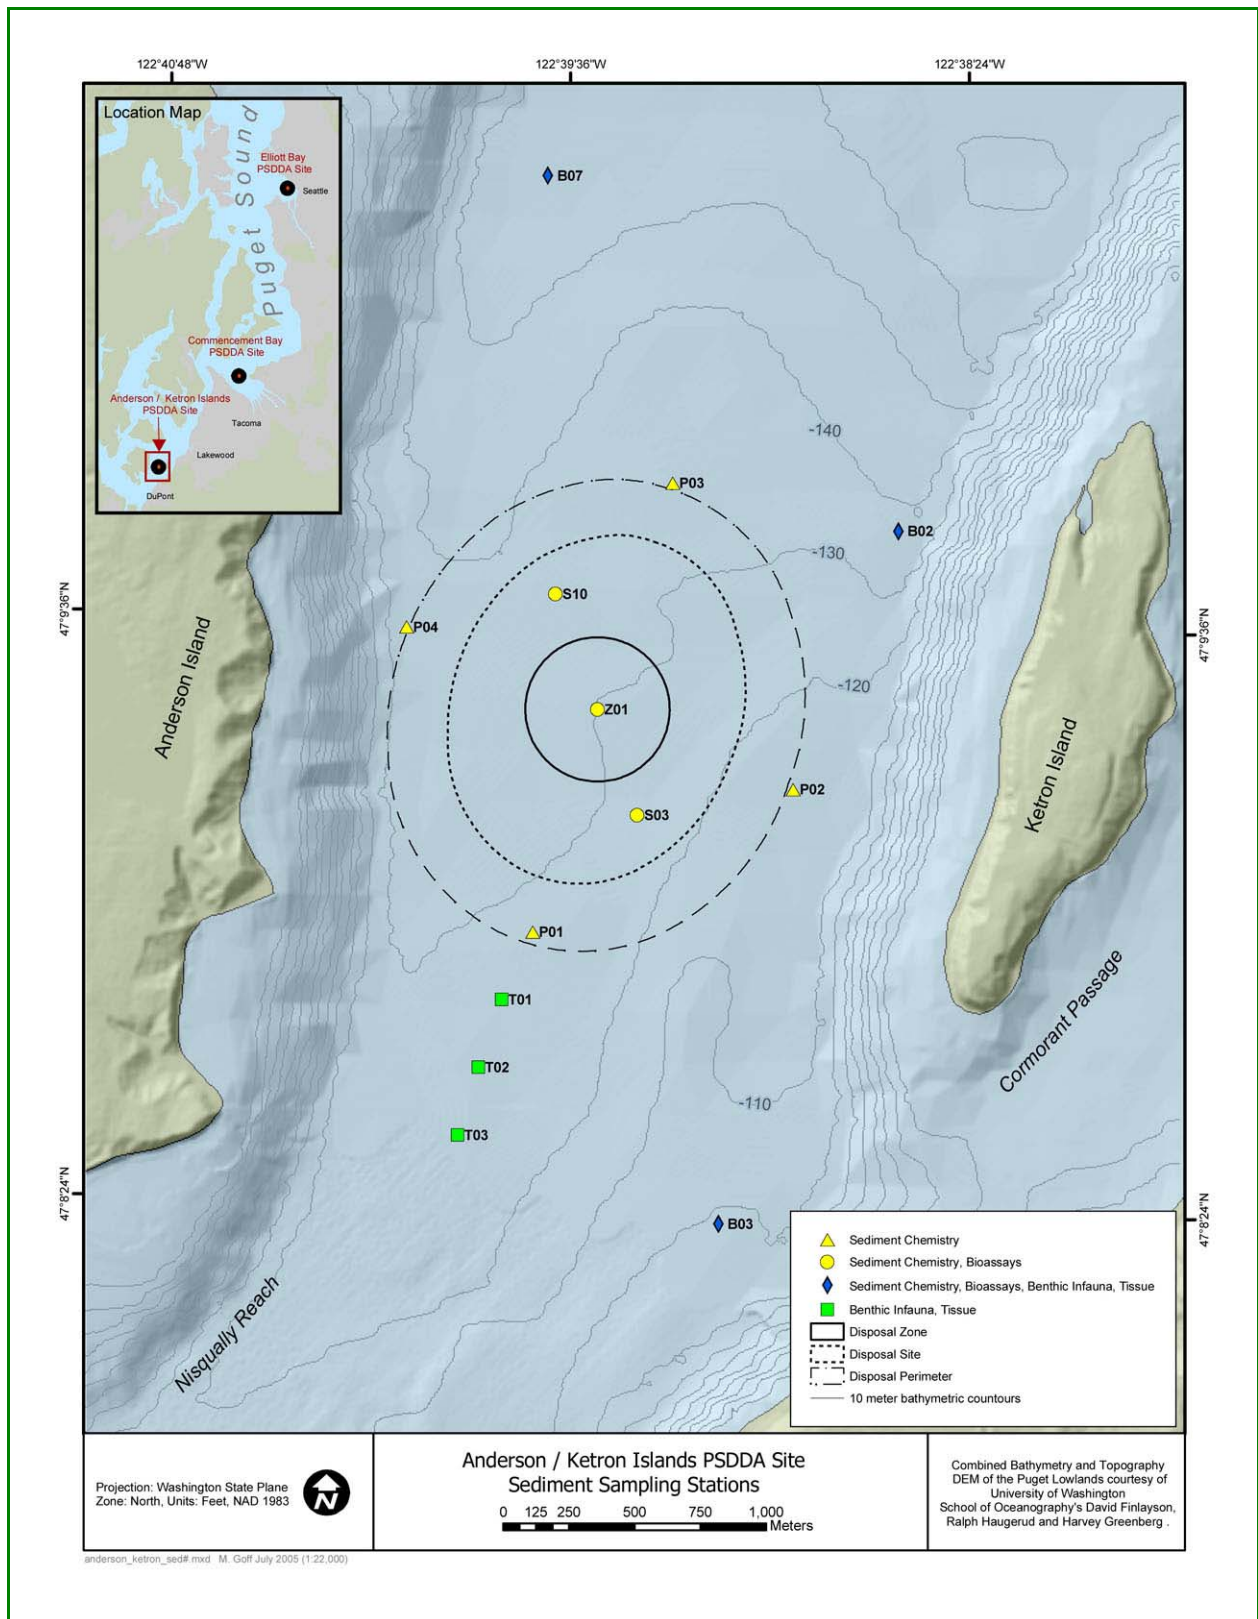 122°40'48"W
122°39'36"W
122°38'24"W
Location Map
Puget Sound
Elliott Bay
PSDDA Site
Seattle
Commencement Bay
PSDDA Site
Anderson / Ketron Islands
PSDDA Site
Tacoma
Lakewood
DuPont
B07
-140
P03
B02
-130
S10
47°9'36"N
47°9'36"N
P04
Anderson Island
-120
Z01
Ketron Island
P02
S03
P01
T01
Cormorant Passage
T02
-110
T03
47°8'24"N
47°8'24"N
B03
Nisqually Reach
Sediment Chemistry
Sediment Chemistry, Bioassays
Sediment Chemistry, Bioassays, Benthic Infauna, Tissue
Benthic Infauna, Tissue
Disposal Zone
Disposal Site
Disposal Perimeter
10 meter bathymetric countours
Projection: Washington State Plane
Zone: North, Units: Feet, NAD 1983
N
Anderson / Ketron Islands PSDDA Site
Sediment Sampling Stations
0 125 250 500 750 1,000
Meters
Combined Bathymetry and Topography
DEM of the Puget Lowlands courtesy of
University of Washington
School of Oceanography's David Finlayson,
Ralph Haugerud and Harvey Greenberg .
anderson_ketron_sed#.mxd M. Goff July 2005 (1:22,000)